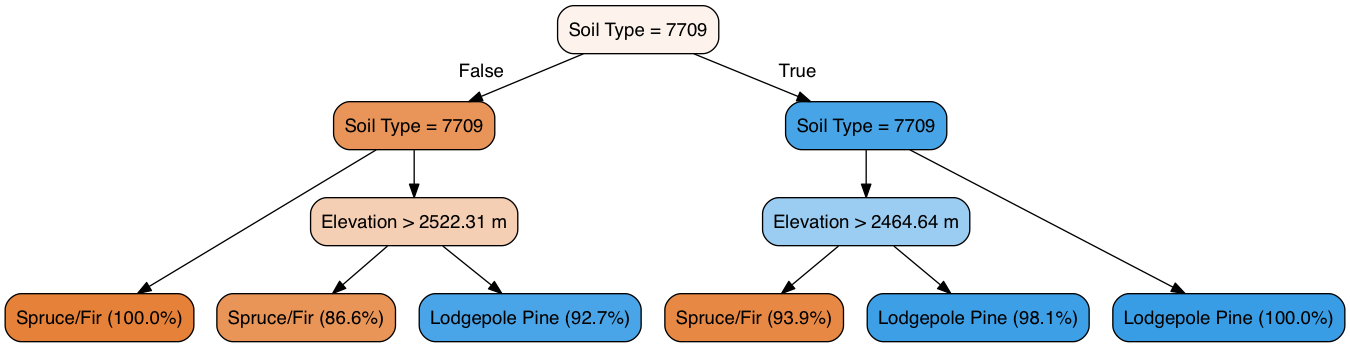 Soil Type = 7709
False
True
Soil Type = 7709
Soil Type = 7709
Elevation > 2522.31 m
Elevation > 2464.64 m
Spruce/Fir (100.0%)
Spruce/Fir (86.6%)
Lodgepole Pine (92.7%)
Spruce/Fir (93.9%)
Lodgepole Pine (98.1%)
Lodgepole Pine (100.0%)